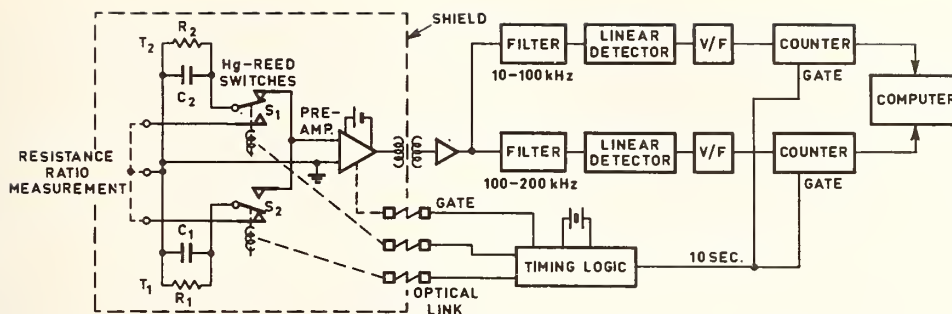 R2
T2
Hg-REED
SWITCHES
C2
S1
PRE-
AMP.
SHIELD
FILTER
10-100 kHz
LINEAR
DETECTOR
V/F
COUNTER
GATE
COMPUTER
RESISTANCE
RATIO
MEASUREMENT
FILTER
100-200 kHz
LINEAR
DETECTOR
V/F
COUNTER
GATE
S2
C1
T1
R1
GATE
TIMING LOGIC
10 SEC.
OPTICAL
LINK